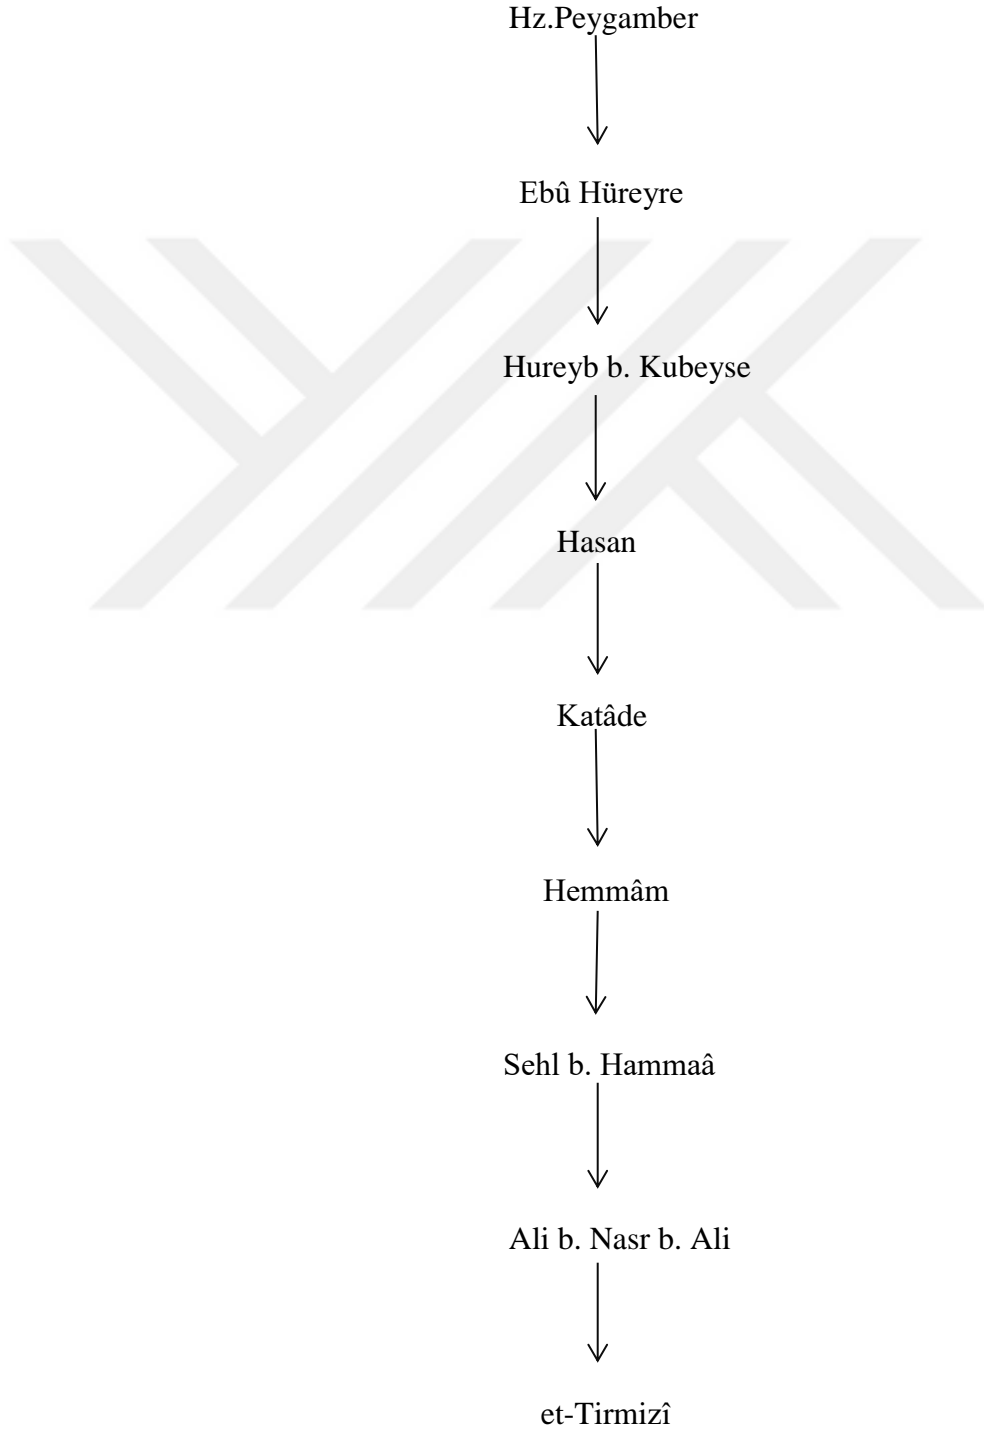 Hz.Peygamber
Ebû Hüreyre
Hureyb b. Kubeyse
Hasan
Katâde
Hemmâm
Sehl b. Hammaâ
Ali b. Nasr b. Ali
et-Tirmizî